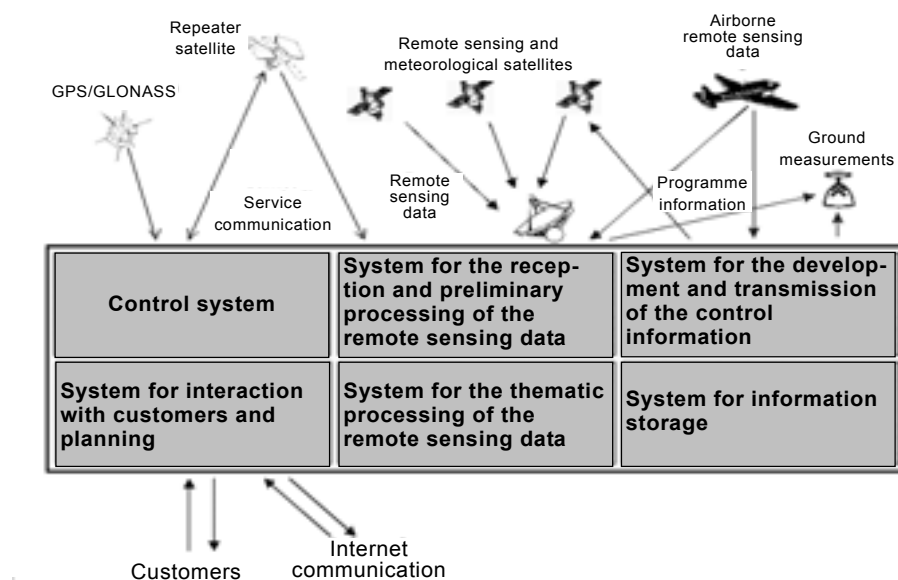 Repeater
satellite
Remote sensing and
meteorological satellites
Airborne
remote sensing
data
GPS/GLONASS
Ground
measurements
Remote
sensing
data
Programme
information
Service
communication
Control system
System for the recep-
tion and preliminary
processing of the
remote sensing data
System for the develop-
ment and transmission
of the control
information
System for interaction
with customers and
planning
System for the thematic
processing of the
remote sensing data
System for information
storage
Customers
Internet
communication